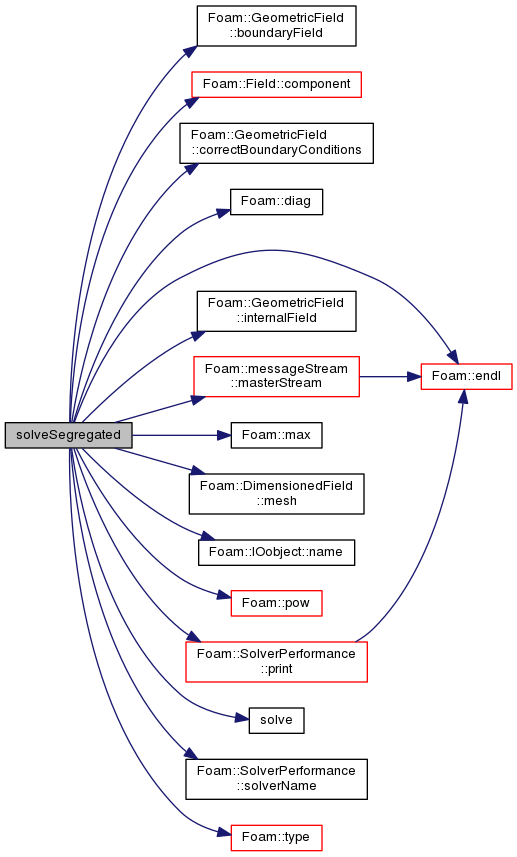 Foam::GeometricField
::boundaryField
Foam::Field::component
Foam::GeometricField
::correctBoundaryConditions
Foam::diag
Foam::GeometricField
::internalField
Foam::messageStream
::masterStream
Foam::endl
solveSegregated
Foam::max
Foam::DimensionedField
::mesh
Foam::IOobject::name
Foam::pow
Foam::SolverPerformance
::print
solve
Foam::SolverPerformance
::solverName
Foam::type